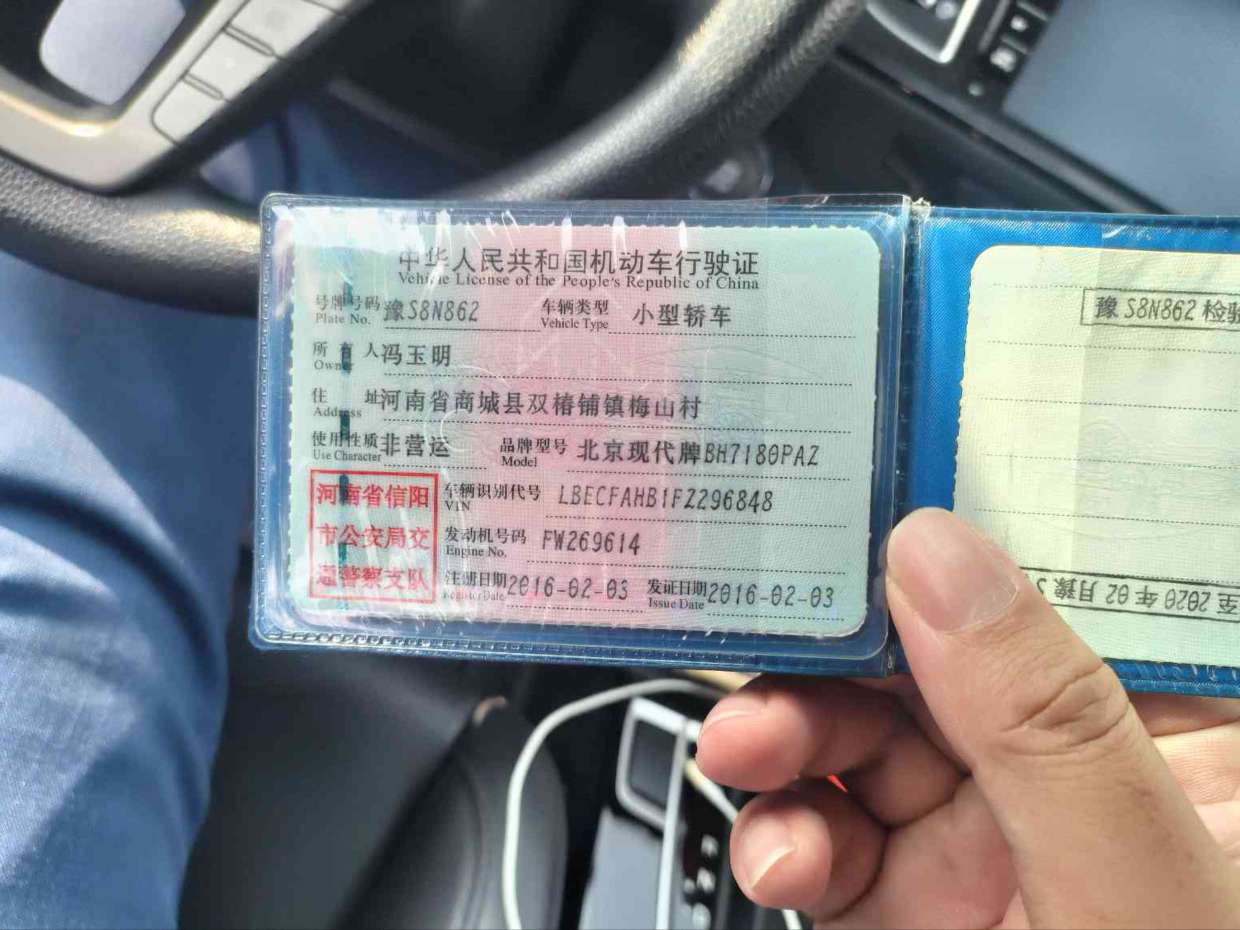 中华人民共和国机动车行驶证
Vehicle License of the People's Republic of China
号牌号码 豫S8N862 车辆类型 小型轿车
Plate No. Vehicle Type
所有人 冯玉明
Owner
住址 河南省商城县双椿铺镇梅山村
Address
使用性质 非营运 品牌型号 北京现代牌BH7180PAZ
Use Character Model
河南省信阳
市公安局交
通警察支队
车辆识别代号 LBECFAHB1FZ296848
VIN
发动机号码 FW269614
Engine No.
注册日期 2016-02-03 发证日期 2016-02-03
Register Date Issue Date
豫S8N862 检验
至2020年02月豫S